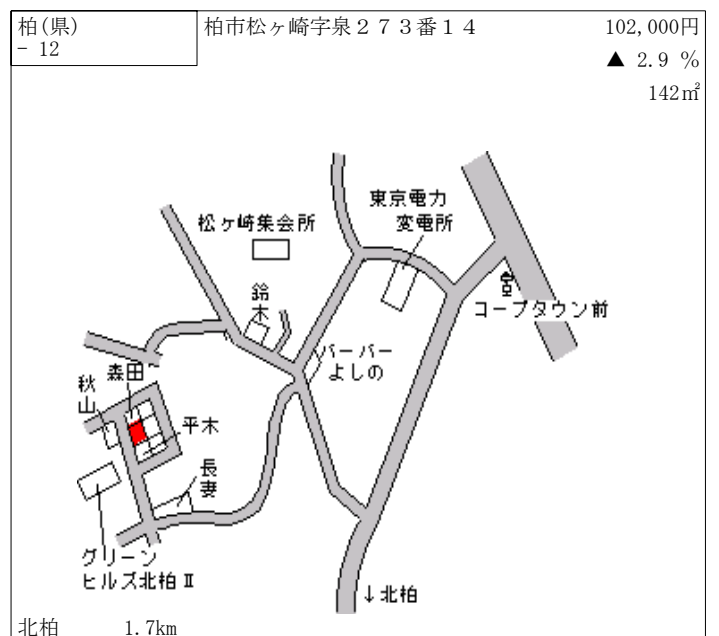 柏(県)
- 12
柏市松ヶ崎字泉２７３番１４
102,000円
▲ 2.9 %
142㎡
東京電力
変電所
松ヶ崎集会所
鈴
木
コープタウン前
バーバー
よしの
森田
秋
山
平木
長
妻
グリーン
ヒルズ北柏Ⅱ
↓北柏
北柏 1.7km